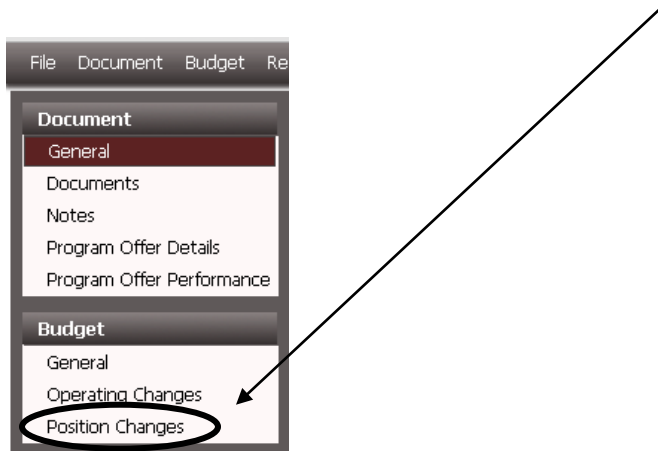 File Document Budget Re
Document
General
Documents
Notes
Program Offer Details
Program Offer Performance
Budget
General
Operating Changes
Position Changes